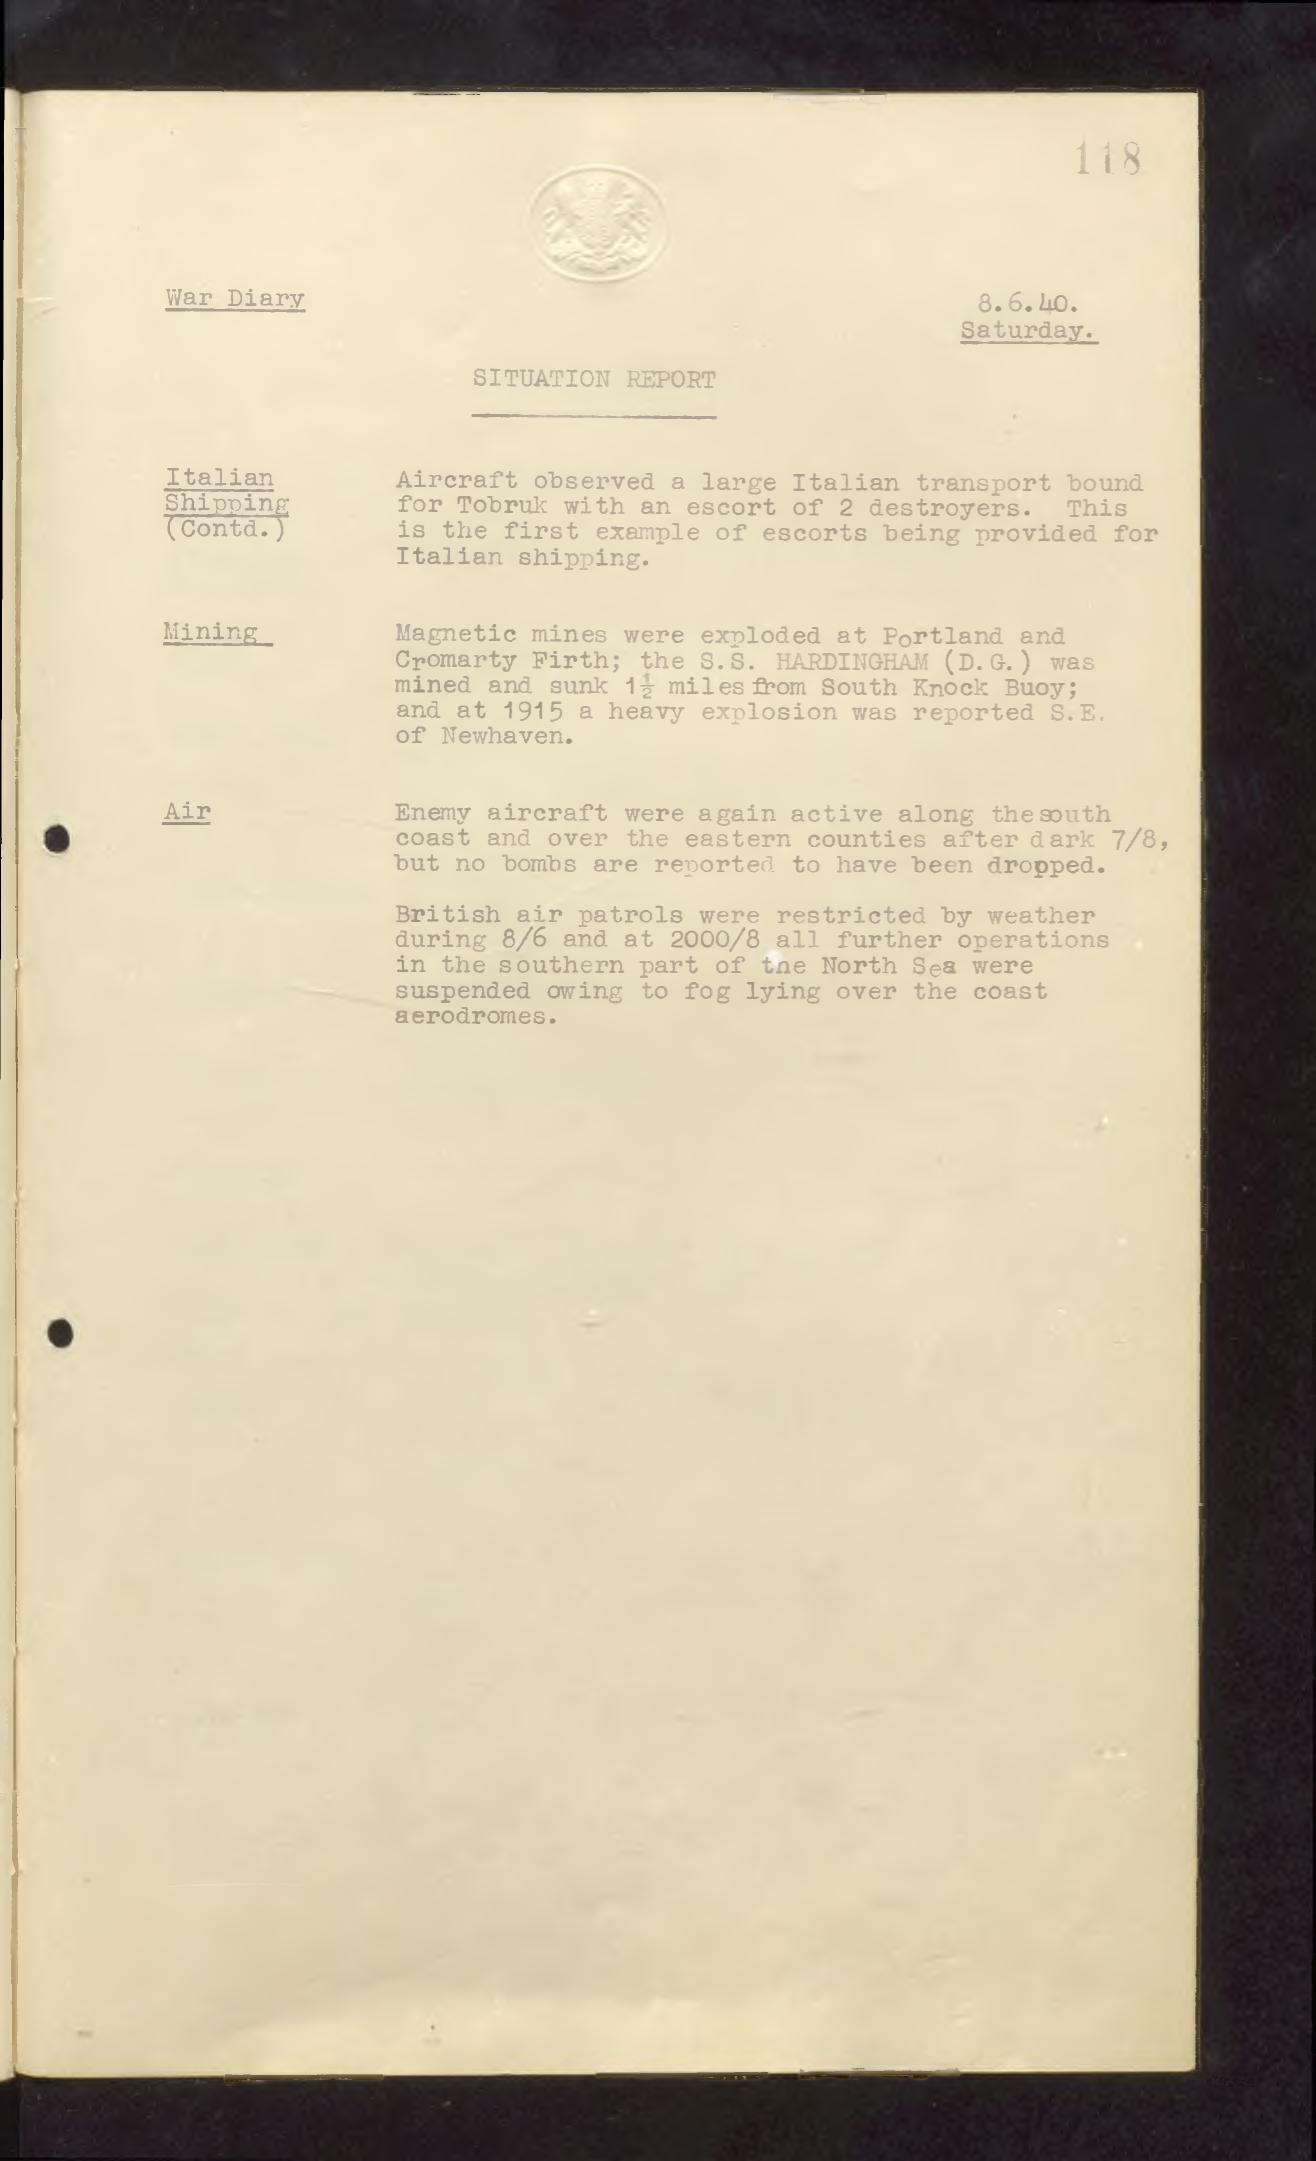 118
War Diary
8.6.40.
Saturday.
SITUATION REPORT
Italian
Shipping
(Contd.)
Aircraft observed a large Italian transport bound
for Tobruk with an escort of 2 destroyers. This
is the first example of escorts being provided for
Italian shipping.
Mining
Magnetic mines were exploded at Portland and
Cromarty Firth; the S.S. HARDINGHAM (D.G.) was
mined and sunk 1½ miles from South Knock Buoy;
and at 1915 a heavy explosion was reported S.E.
of Newhaven.
Air
Enemy aircraft were again active along the south
coast and over the eastern counties after dark 7/8,
but no bombs are reported to have been dropped.
British air patrols were restricted by weather
during 8/6 and at 2000/8 all further operations
in the southern part of the North Sea were
suspended owing to fog lying over the coast
aerodromes.